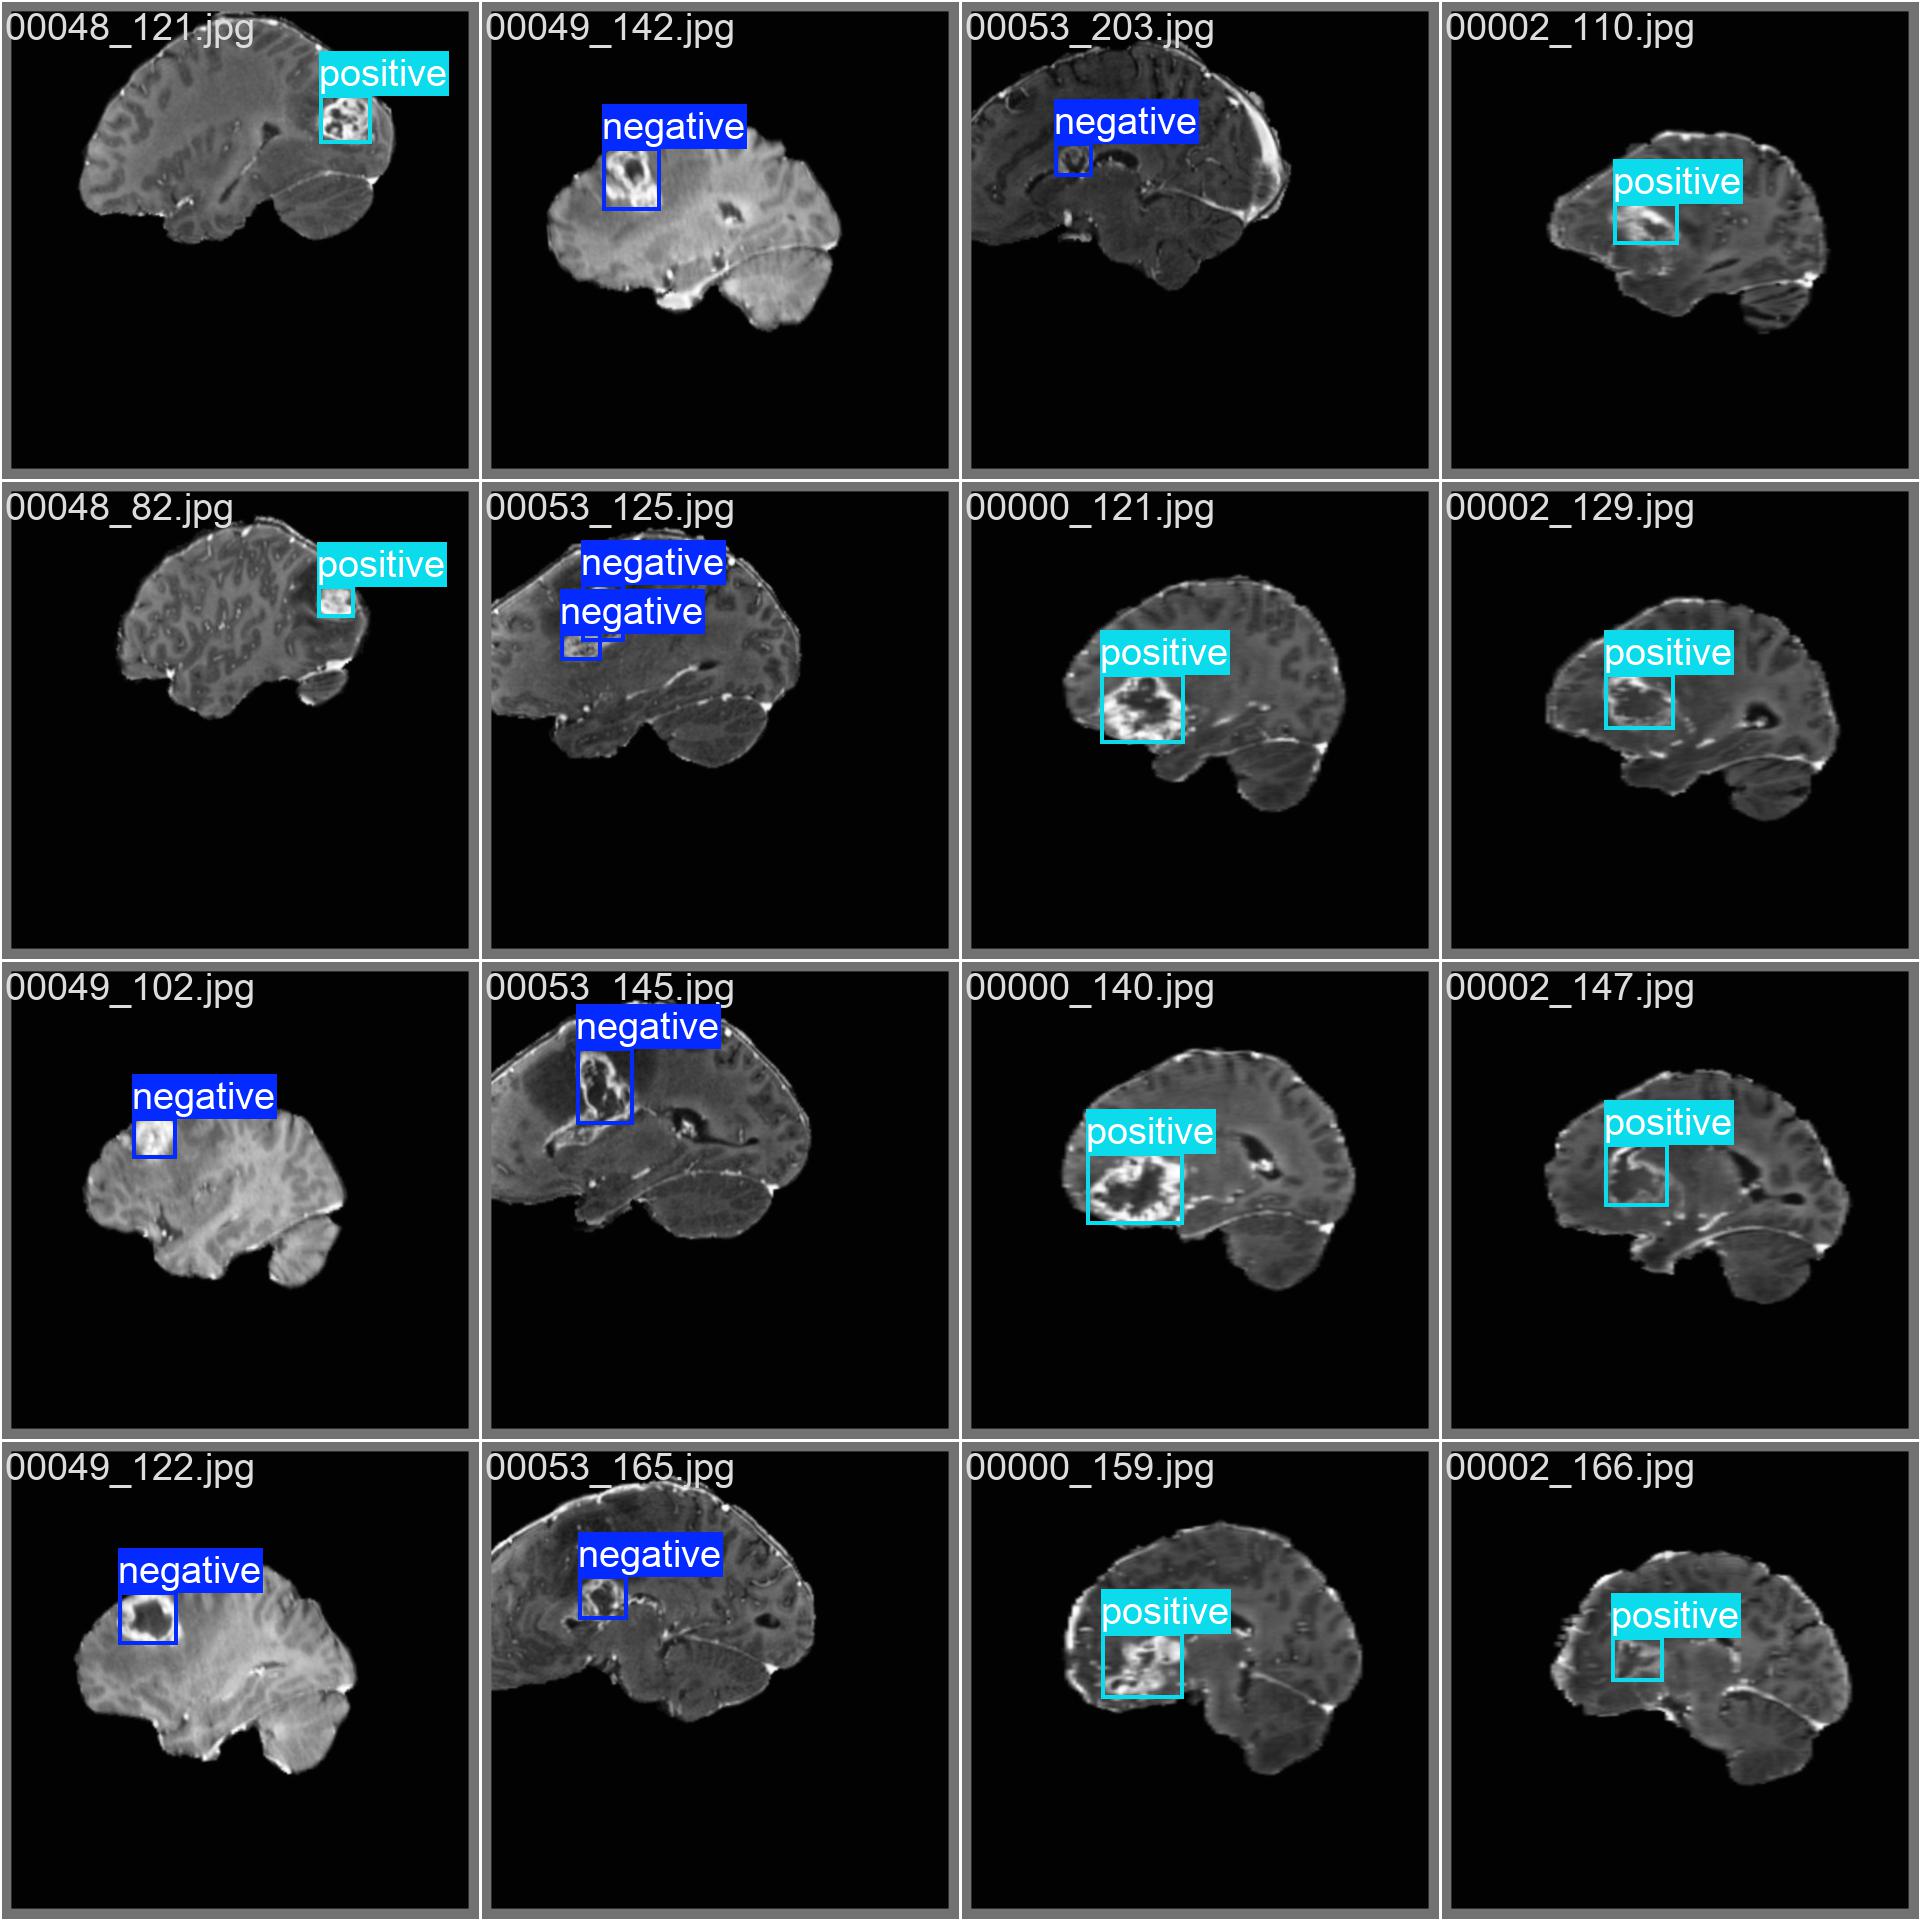 00048_121.jpg
positive
00049_142.jpg
negative
00053_203.jpg
negative
00002_110.jpg
positive
00048_82.jpg
positive
00053_125.jpg
negative
negative
00000_121.jpg
positive
00002_129.jpg
positive
00049_102.jpg
negative
00053_145.jpg
negative
00000_140.jpg
positive
00002_147.jpg
positive
00049_122.jpg
negative
00053_165.jpg
negative
00000_159.jpg
positive
00002_166.jpg
positive